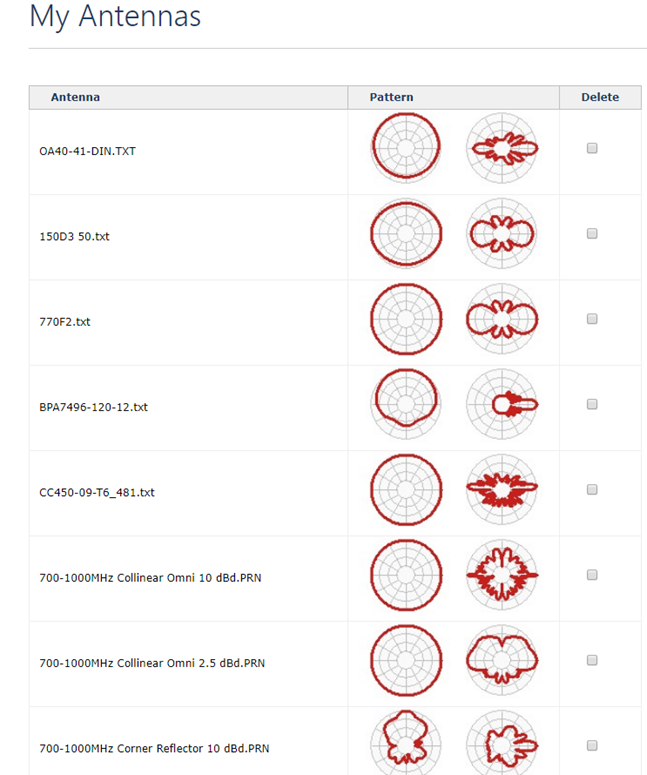 My Antennas
Antenna Pattern Delete
OA40-41-DIN.TXT
150D3 50.txt
770F2.txt
BPA7496-120-12.txt
CC450-09-T6_481.txt
700-1000MHz Collinear Omni 10 dBd.PRN
700-1000MHz Collinear Omni 2.5 dBd.PRN
700-1000MHz Corner Reflector 10 dBd.PRN